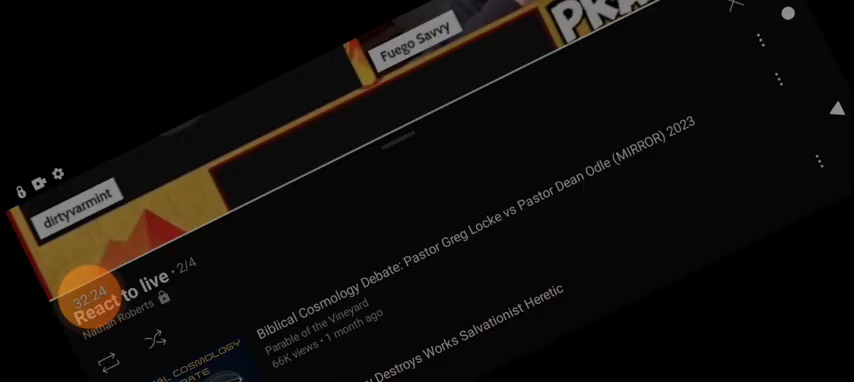 Fuego Savvy
PRA
dirtyvarmint
32:24
React to live · 2/4
Nathan Roberts
Biblical Cosmology Debate: Pastor Greg Locke vs Pastor Dean Odle (MIRROR) 2023
Parable of the Vineyard
66K views · 1 month ago
AL COSMOLOGY
Destroys Works Salvationist Heretic